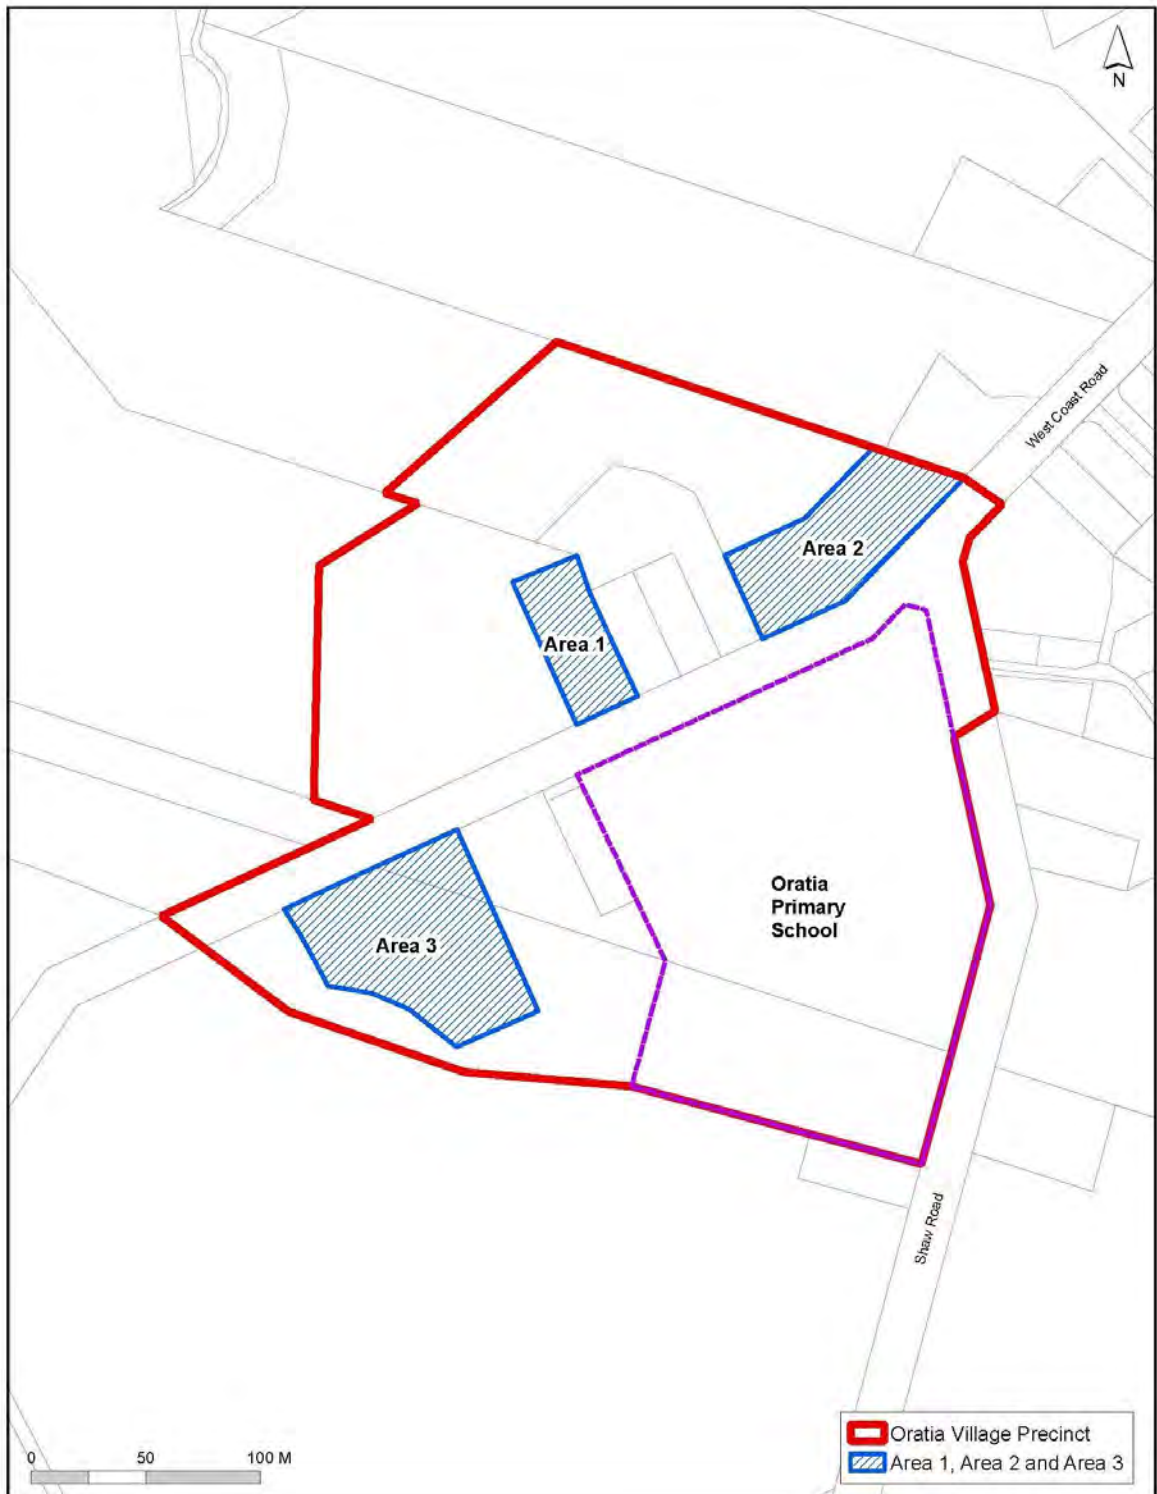 N
West Coast Road
Area 2
Area 1
Oratia
Primary
School
Area 3
Shaw Road
Oratia Village Precinct
Area 1, Area 2 and Area 3
0 50 100 M